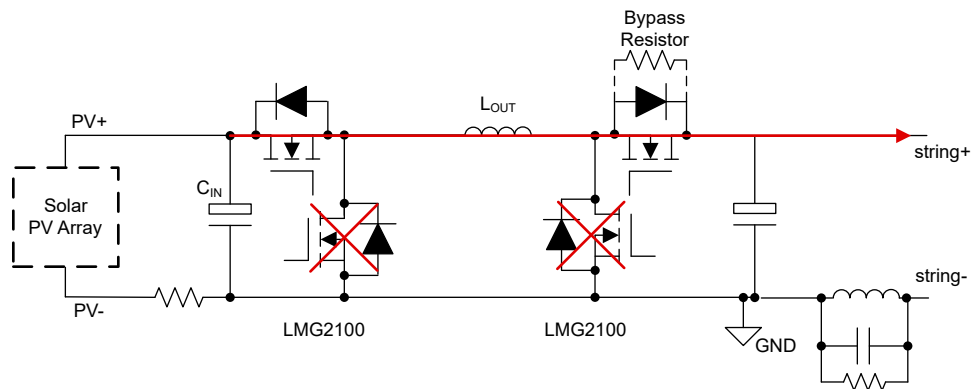 Bypass
Resistor
LOUT
PV+
string+
CIN
Solar
PV Array
string-
PV-
GND
LMG2100
LMG2100